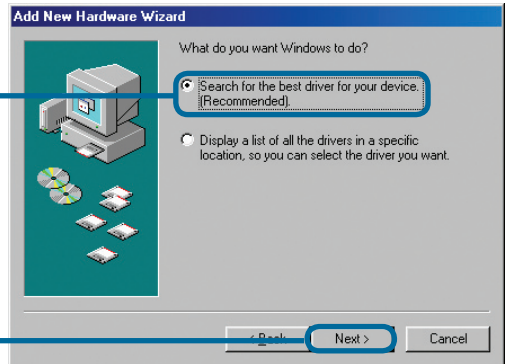 Add New Hardware Wizard
What do you want Windows to do?
Search for the best driver for your device.
(Recommended).
Display a list of all the drivers in a specific
location, so you can select the driver you want.
< Back
Next >
Cancel